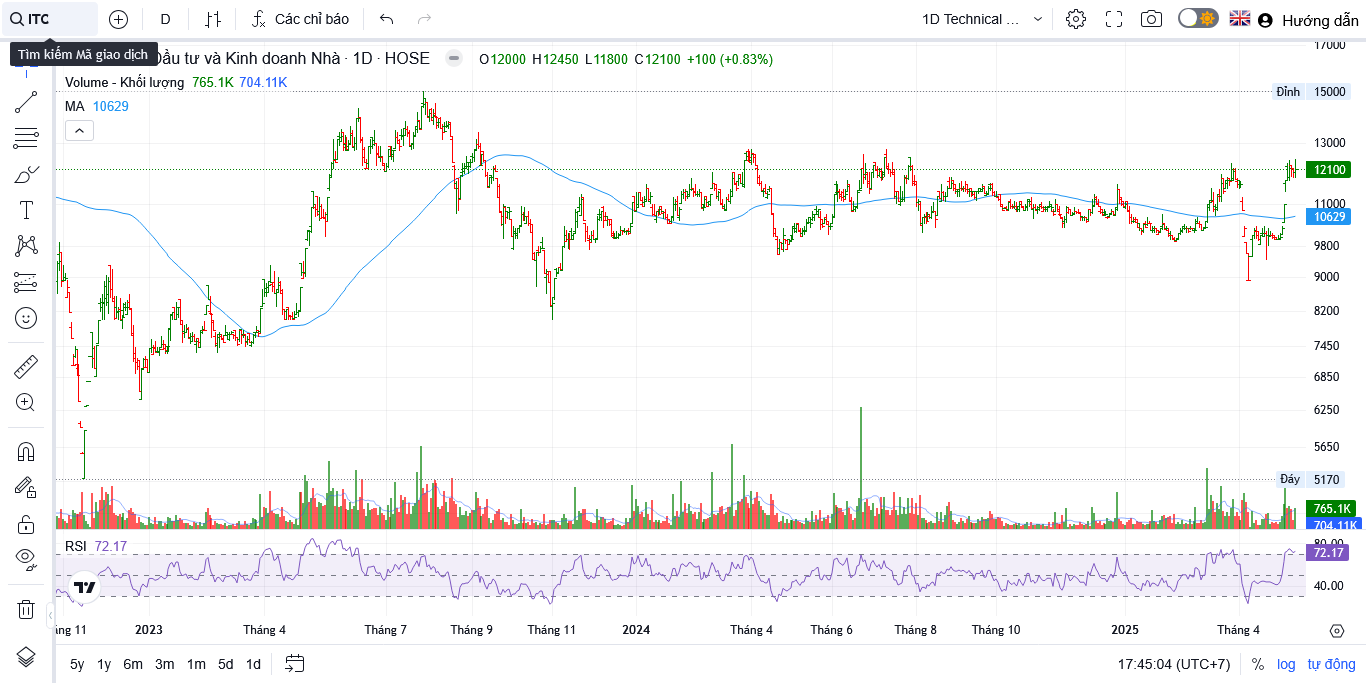 ITC D Các chỉ báo 1D Technical ... Hướng dẫn
Tìm kiếm Mã giao dịch
Đầu tư và Kinh doanh Nhà · 1D · HOSE O12000 H12450 L11800 C12100 +100 (+0.83%)
Volume - Khối lượng 765.1K 704.11K
MA 10629
17000
Đỉnh 15000
13000
12100
11000
10629
9800
9000
8200
7450
6850
6250
5650
Đáy 5170
765.1K
704.11K
RSI 72.17
80.00
72.17
40.00
ng 11 2023 Tháng 4 Tháng 7 Tháng 9 Tháng 11 2024 Tháng 4 Tháng 6 Tháng 8 Tháng 10 2025 Tháng 4
5y 1y 6m 3m 1m 5d 1d 17:45:04 (UTC+7) % log tự động